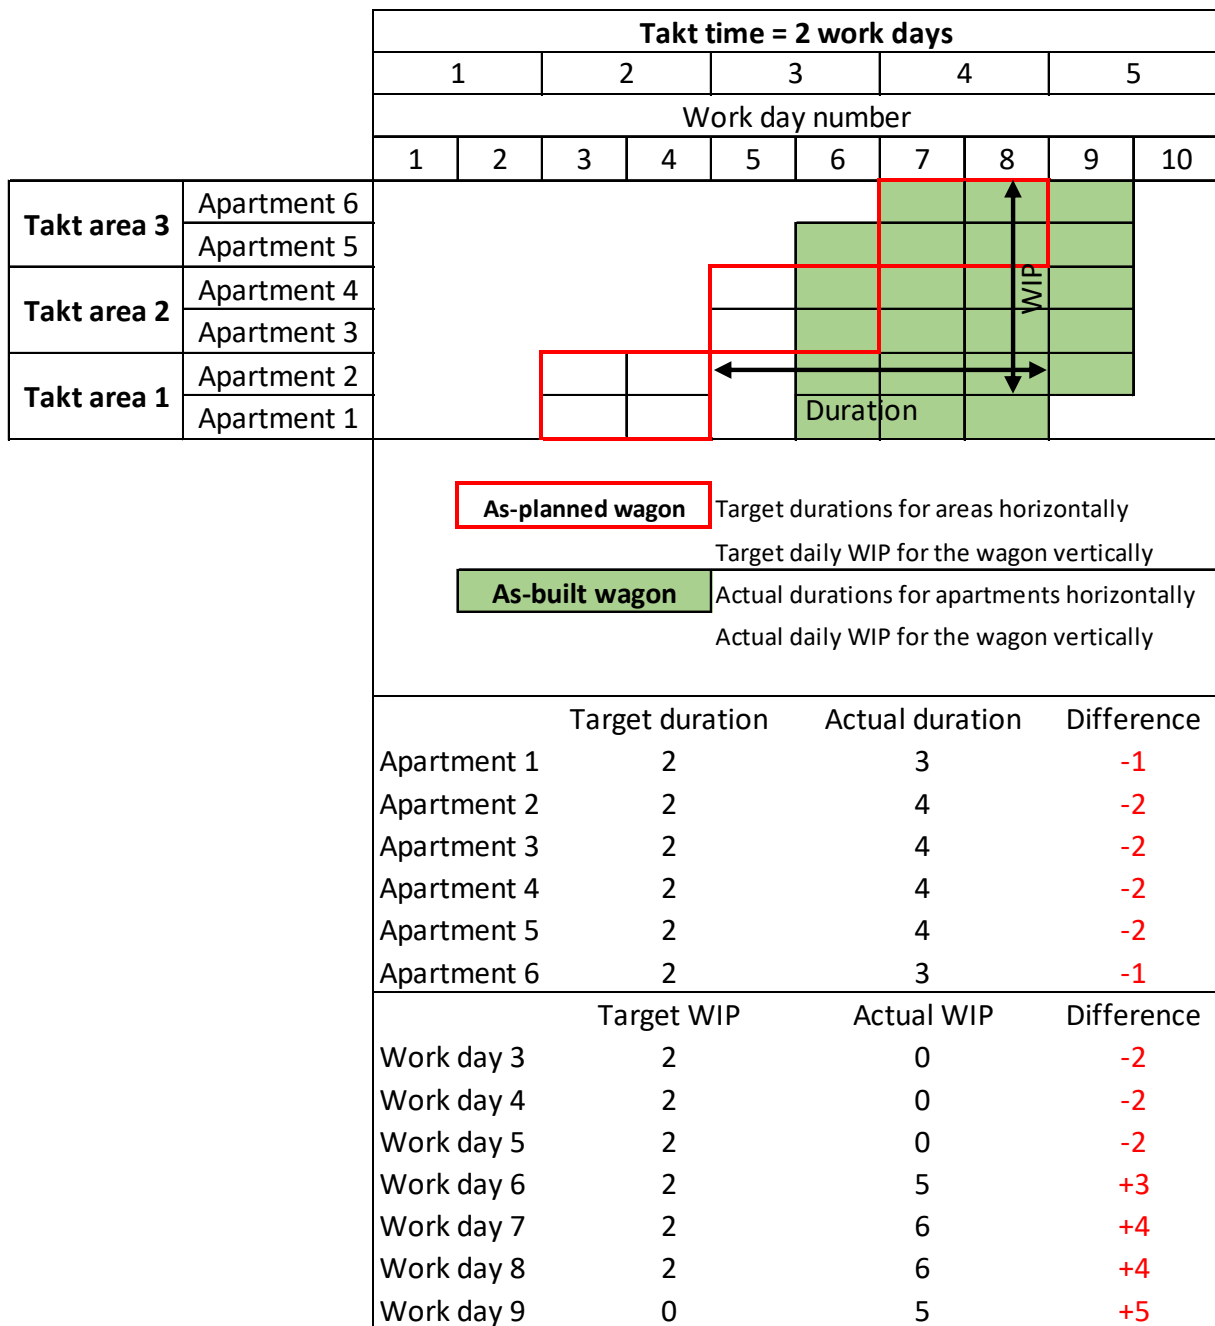 Takt time = 2 work days
1 2 3 4 5
Work day number
1 2 3 4 5 6 7 8 9 10
Takt area 3
Apartment 6
Apartment 5
Takt area 2
Apartment 4
Apartment 3
Takt area 1
Apartment 2
Apartment 1
WIP
Duration
As-planned wagon Target durations for areas horizontally
Target daily WIP for the wagon vertically
As-built wagon Actual durations for apartments horizontally
Actual daily WIP for the wagon vertically
Target duration Actual duration Difference
Apartment 1 2 3 -1
Apartment 2 2 4 -2
Apartment 3 2 4 -2
Apartment 4 2 4 -2
Apartment 5 2 4 -2
Apartment 6 2 3 -1
Target WIP Actual WIP Difference
Work day 3 2 0 -2
Work day 4 2 0 -2
Work day 5 2 0 -2
Work day 6 2 5 +3
Work day 7 2 6 +4
Work day 8 2 6 +4
Work day 9 0 5 +5